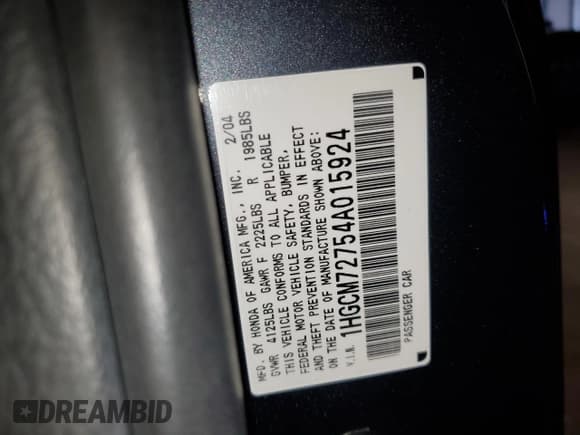 MFD. BY HONDA OF AMERICA MFG., INC. 2/04
GVWR 4125LBS GAWR F 2225LBS R 1985LBS
THIS VEHICLE CONFORMS TO ALL APPLICABLE
FEDERAL MOTOR VEHICLE SAFETY, BUMPER,
AND THEFT PREVENTION STANDARDS IN EFFECT
ON THE DATE OF MANUFACTURE SHOWN ABOVE:
V.I.N. 1HGCM72754A015924
PASSENGER CAR
DREAMBID